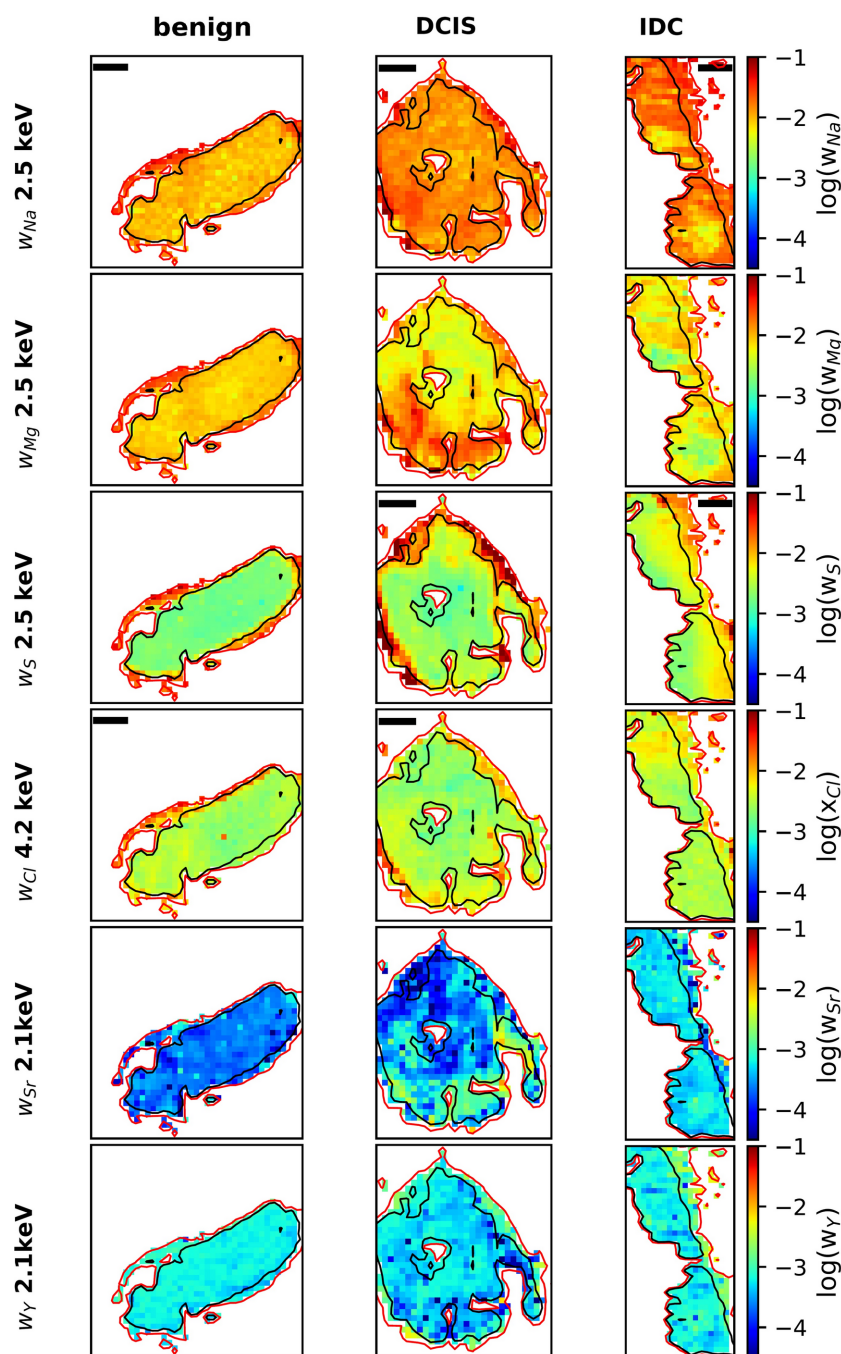 benign DCIS IDC
w_Na 2.5 keV
−1
−2
−3
−4
log(w_Na)
w_Mg 2.5 keV
−1
−2
−3
−4
log(w_Mg)
w_S 2.5 keV
−1
−2
−3
−4
log(w_S)
w_Cl 4.2 keV
−1
−2
−3
−4
log(x_Cl)
w_Sr 2.1keV
−1
−2
−3
−4
log(w_Sr)
w_Y 2.1keV
−1
−2
−3
−4
log(w_Y)